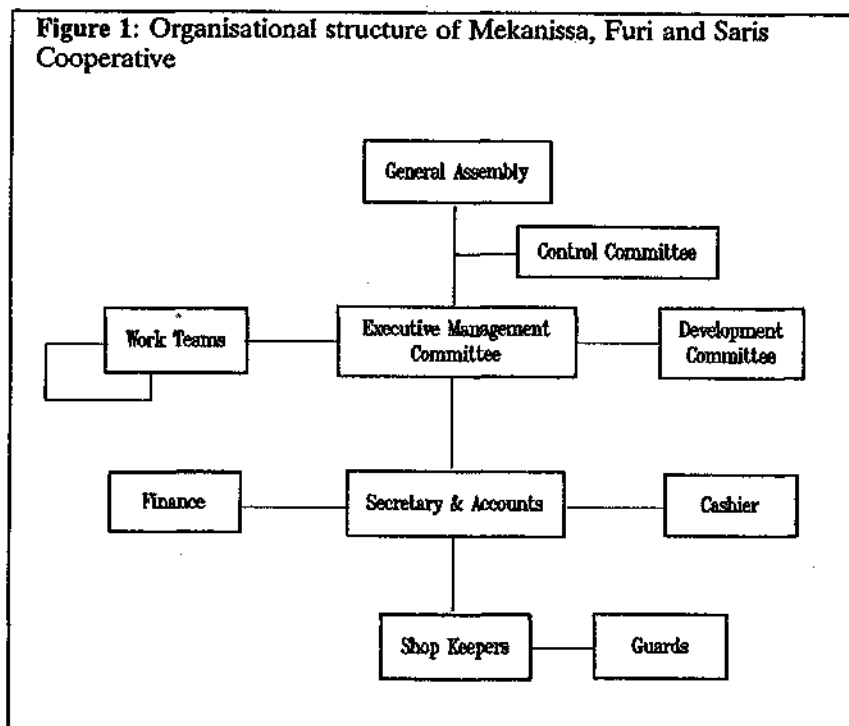 Figure 1: Organisational structure of Mekanissa, Furi and Saris
Cooperative
General Assembly
Control Committee
Work Teams
Executive Management
Committee
Development
Committee
Finance
Secretary & Accounts
Cashier
Shop Keepers
Guards